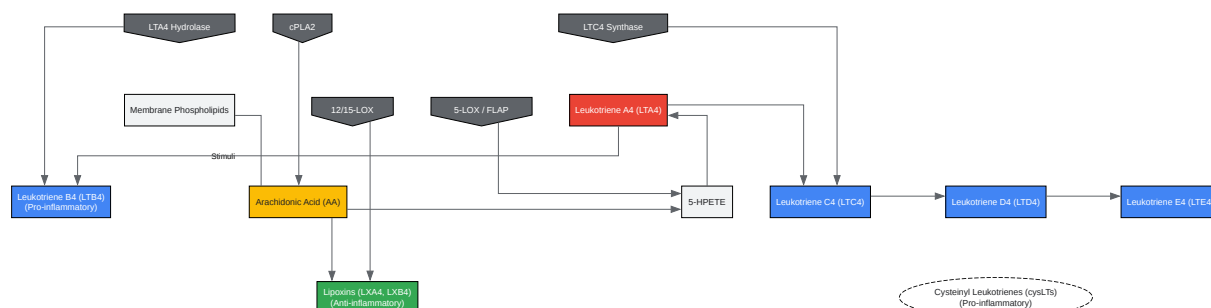 LTA4 Hydrolase
cPLA2
LTC4 Synthase
Membrane Phospholipids
12/15-LOX
5-LOX / FLAP
Leukotriene A4 (LTA4)
Stimuli
Leukotriene B4 (LTB4)
(Pro-inflammatory)
Arachidonic Acid (AA)
5-HPETE
Leukotriene C4 (LTC4)
Leukotriene D4 (LTD4)
Leukotriene E4 (LTE4
Lipoxins (LXA4, LXB4)
(Anti-inflammatory)
Cysteinyl Leukotrienes (cysLTs)
(Pro-inflammatory)